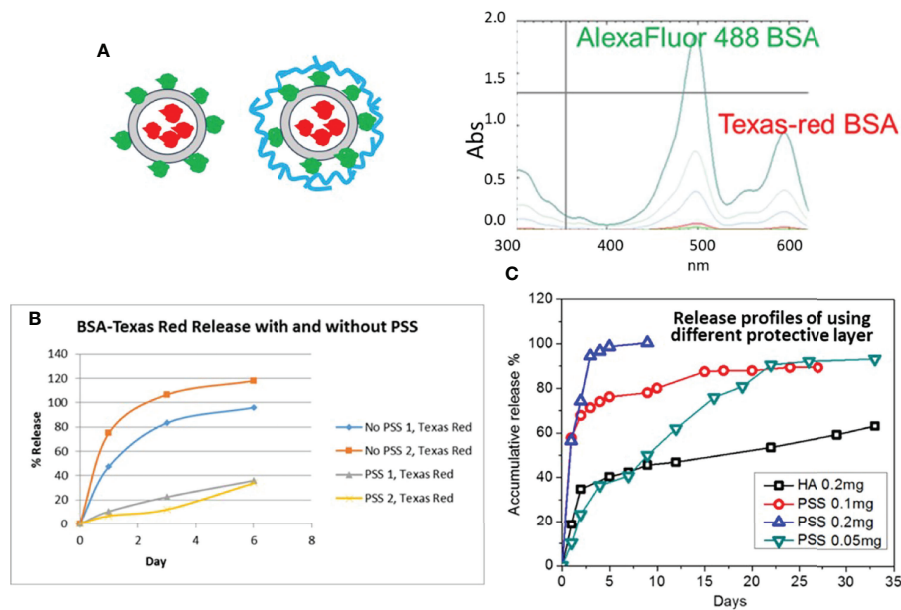 A
2.0
AlexaFluor 488 BSA
1.5
Texas-red BSA
1.0
Abs
0.5
0.0
300 400 500 600
nm
B
BSA-Texas Red Release with and without PSS
140
120
100
80
60
40
20
0
0 2 4 6 8
% Release
Day
No PSS 1, Texas Red
No PSS 2, Texas Red
PSS 1, Texas Red
PSS 2, Texas Red
C
Release profiles of using
different protective layer
120
100
80
60
40
20
0
0 5 10 15 20 25 30 35
Accumulative release %
Days
HA 0.2mg
PSS 0.1mg
PSS 0.2mg
PSS 0.05mg